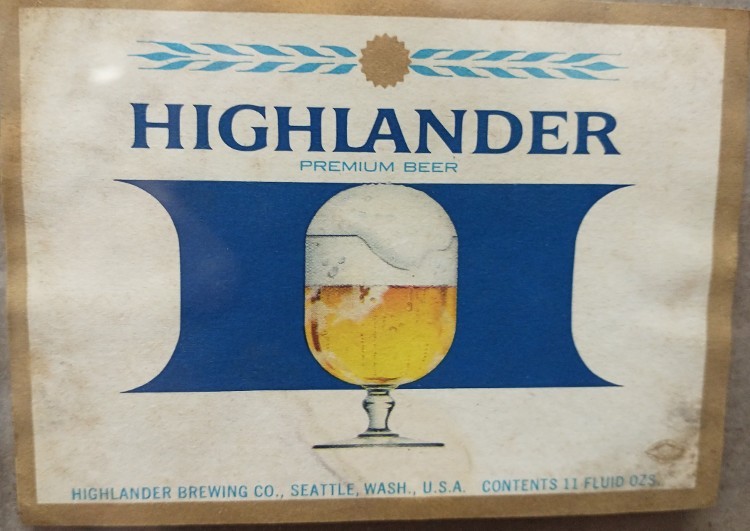 HIGHLANDER
PREMIUM BEER
HIGHLANDER BREWING CO., SEATTLE, WASH., U.S.A. CONTENTS 11 FLUID OZS.